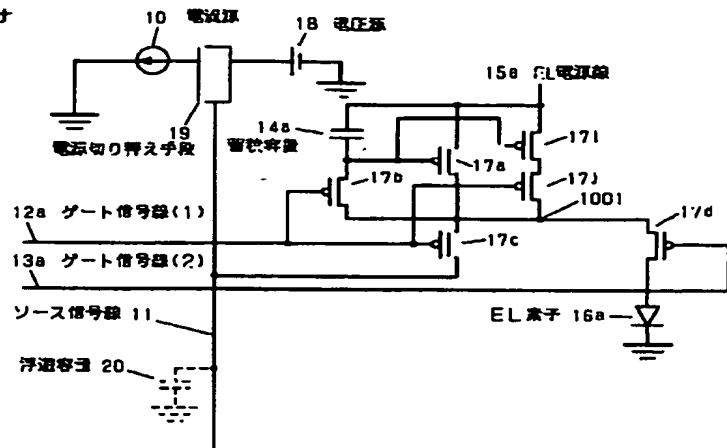 10 電流源
18 電圧源
15a EL電源線
19
電源切り替え手段
14a
蓄積容量
17i
17a
17b
17j
1001
17d
12a ゲート信号線(1)
17c
13a ゲート信号線(2)
ソース信号線 11
EL素子 16a
浮遊容量 20